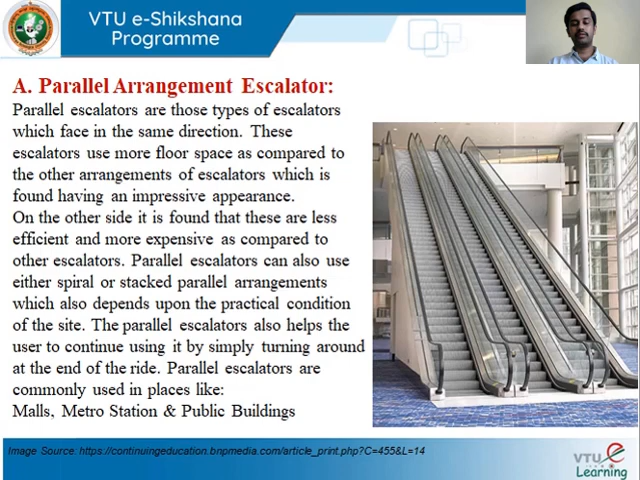 VTU e-Shikshana
Programme
A. Parallel Arrangement Escalator:
Parallel escalators are those types of escalators
which face in the same direction. These
escalators use more floor space as compared to
the other arrangements of escalators which is
found having an impressive appearance.
On the other side it is found that these are less
efficient and more expensive as compared to
other escalators. Parallel escalators can also use
either spiral or stacked parallel arrangements
which also depends upon the practical condition
of the site. The parallel escalators also helps the
user to continue using it by simply turning around
at the end of the ride. Parallel escalators are
commonly used in places like:
Malls, Metro Station & Public Buildings
Image Source: https://continuingeducation.bnpmedia.com/article_print.php?C=455&L=14
VTU e
Learning